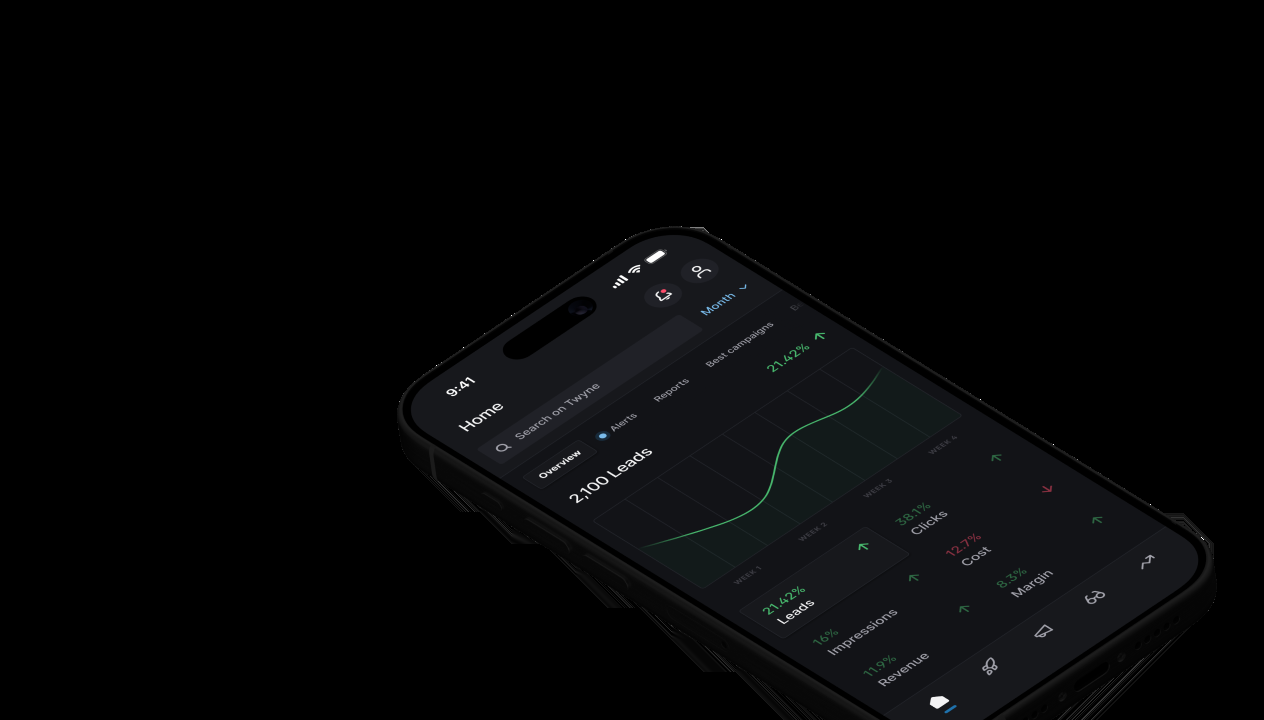 9:41
Home
Search on Twyne
Month
Overview
Alerts
Reports
Best campaigns
2,100 Leads
21.42%
WEEK 1
WEEK 2
WEEK 3
WEEK 4
21.42%
Leads
38.1%
Clicks
16%
Impressions
12.7%
Cost
11.9%
Revenue
8.3%
Margin